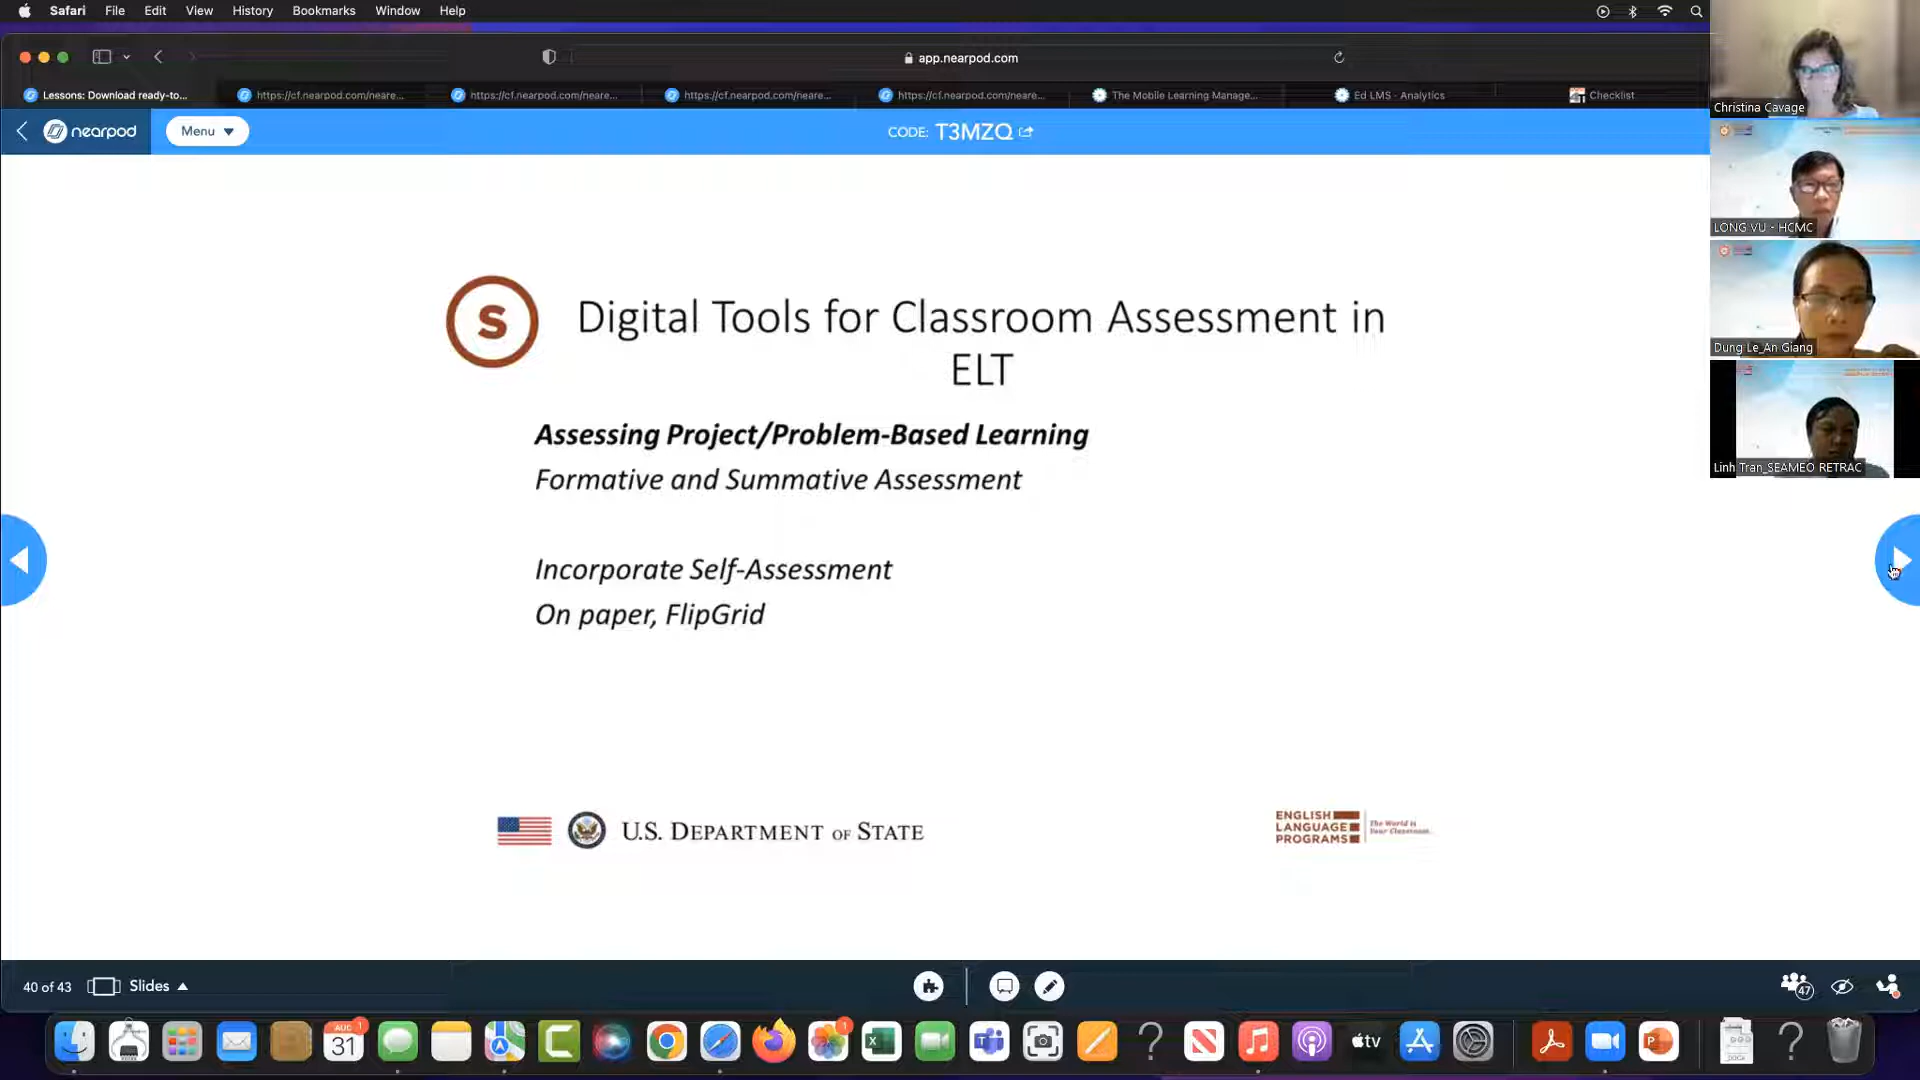 Safari File Edit View History Bookmarks Window Help
app.nearpod.com
Lessons: Download ready-to...
https://cf.nearpod.com/neare...
https://cf.nearpod.com/neare...
https://cf.nearpod.com/neare...
https://cf.nearpod.com/neare...
The Mobile Learning Manage...
Ed LMS - Analytics
Checklist
nearpod
Menu
CODE: T3MZQ
Christina Cavage
LONG VU - HCMC
Dung Le_An Giang
Linh Tran_SEAMEO RETRAC
S
Digital Tools for Classroom Assessment in
ELT
Assessing Project/Problem-Based Learning
Formative and Summative Assessment
Incorporate Self-Assessment
On paper, FlipGrid
U.S. DEPARTMENT OF STATE
ENGLISH
LANGUAGE
PROGRAMS
The World is
Your Classroom.
40 of 43
Slides
47
AUG
31
1
1
tv
DOCX